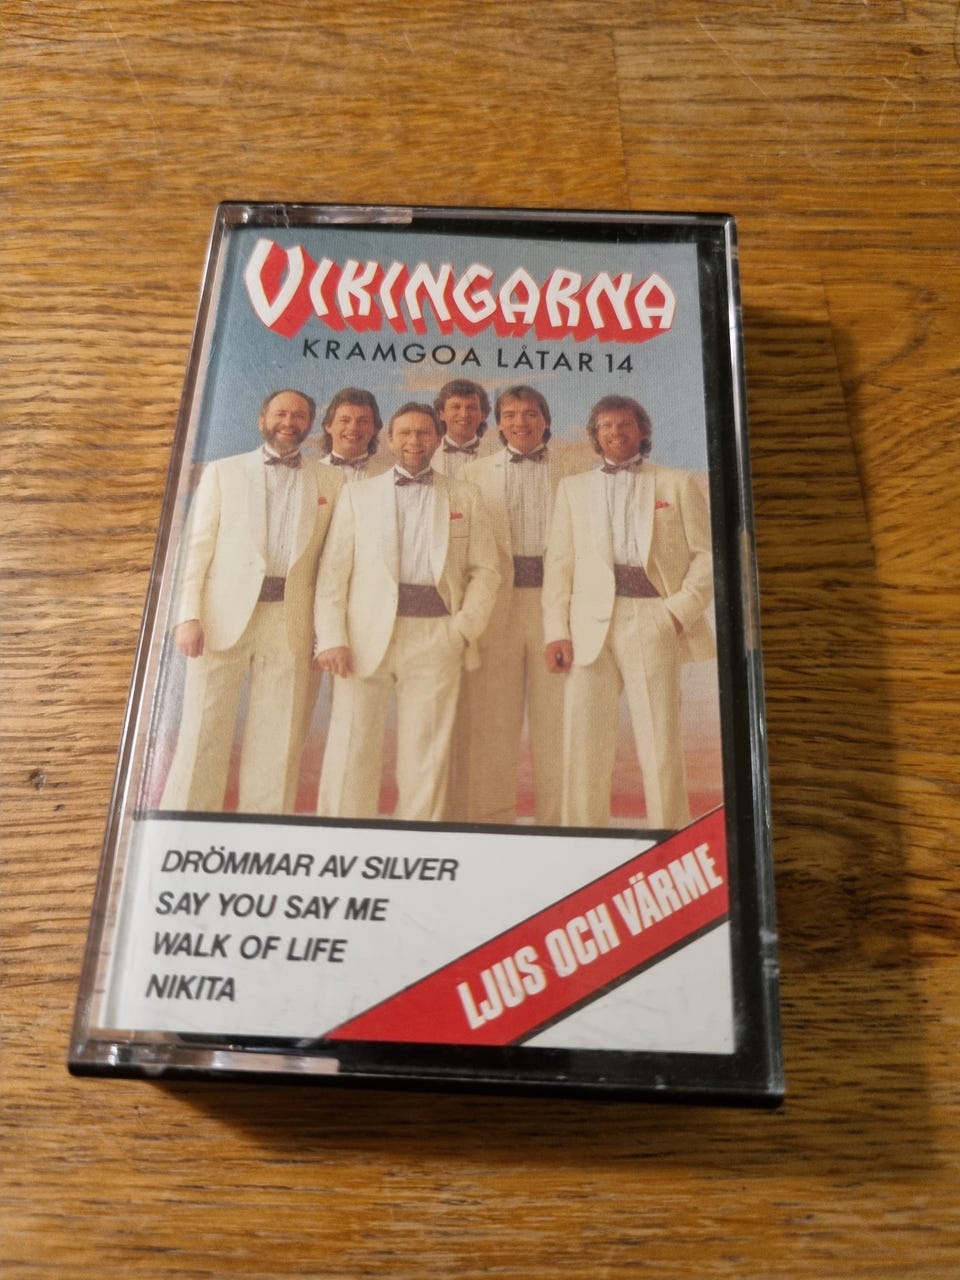 VIKINGARNA
KRAMGOA LÅTAR 14
DRÖMMAR AV SILVER
SAY YOU SAY ME
WALK OF LIFE
NIKITA
LJUS OCH VÄRME